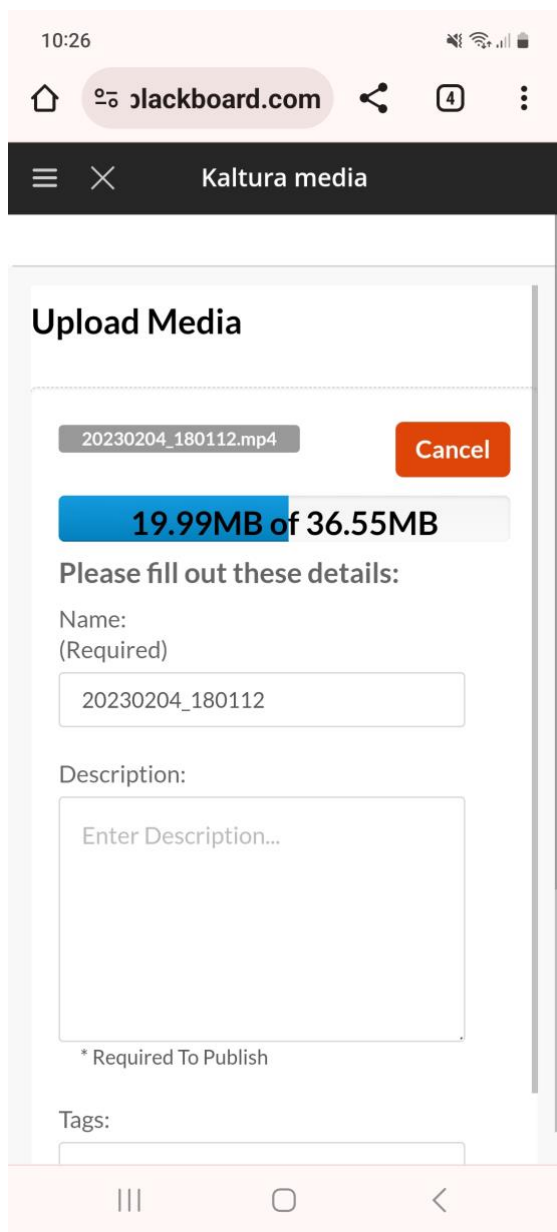 10:26
blackboard.com
4
Kaltura media
Upload Media
20230204_180112.mp4
Cancel
19.99MB of 36.55MB
Please fill out these details:
Name:
(Required)
20230204_180112
Description:
Enter Description...
* Required To Publish
Tags: